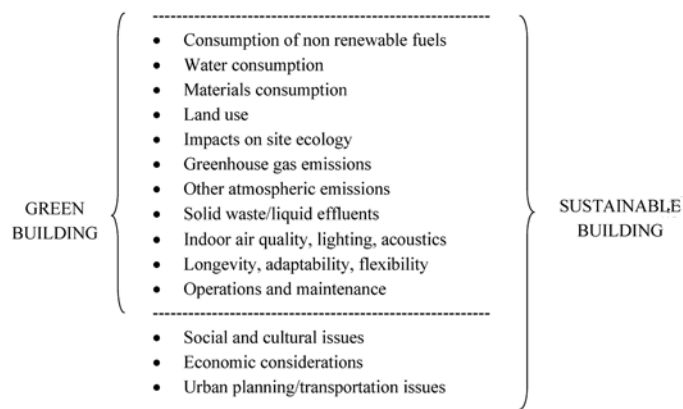 • Consumption of non renewable fuels
• Water consumption
• Materials consumption
• Land use
• Impacts on site ecology
• Greenhouse gas emissions
• Other atmospheric emissions
• Solid waste/liquid effluents
• Indoor air quality, lighting, acoustics
• Longevity, adaptability, flexibility
• Operations and maintenance
GREEN
BUILDING
• Social and cultural issues
• Economic considerations
• Urban planning/transportation issues
SUSTAINABLE
BUILDING